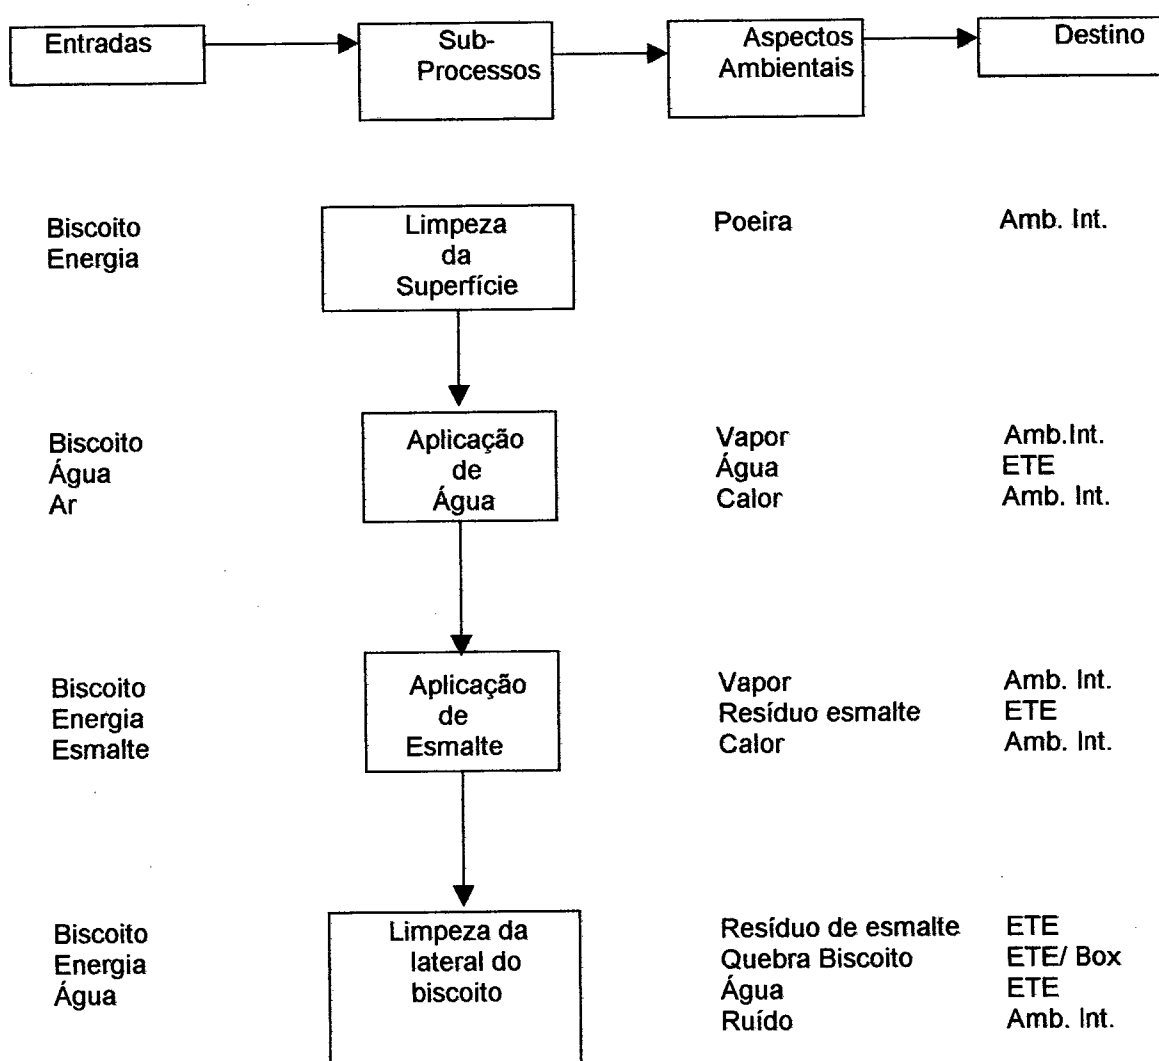 Entradas
Sub-
Processos
Aspectos
Ambientais
Destino
Biscoito
Energia
Limpeza
da
Superfície
Poeira
Amb. Int.
Biscoito
Água
Ar
Aplicação
de
Água
Vapor
Água
Calor
Amb.Int.
ETE
Amb. Int.
Biscoito
Energia
Esmalte
Aplicação
de
Esmalte
Vapor
Resíduo esmalte
Calor
Amb. Int.
ETE
Amb. Int.
Biscoito
Energia
Água
Limpeza da
lateral do
biscoito
Resíduo de esmalte
Quebra Biscoito
Água
Ruído
ETE
ETE/ Box
ETE
Amb. Int.